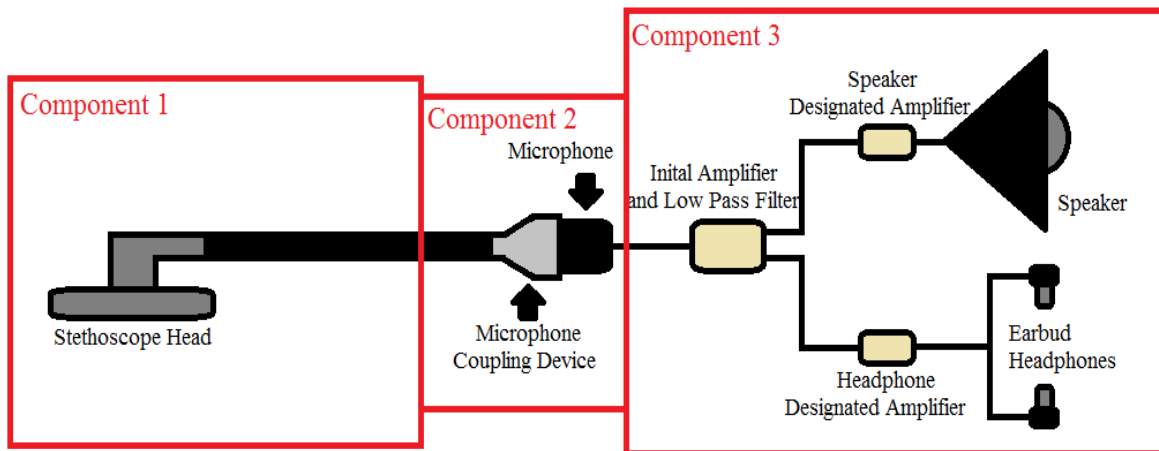 Component 1
Stethoscope Head
Component 2
Microphone
Microphone
Coupling Device
Component 3
Speaker
Designated Amplifier
Inital Amplifier
and Low Pass Filter
Speaker
Earbud
Headphones
Headphone
Designated Amplifier